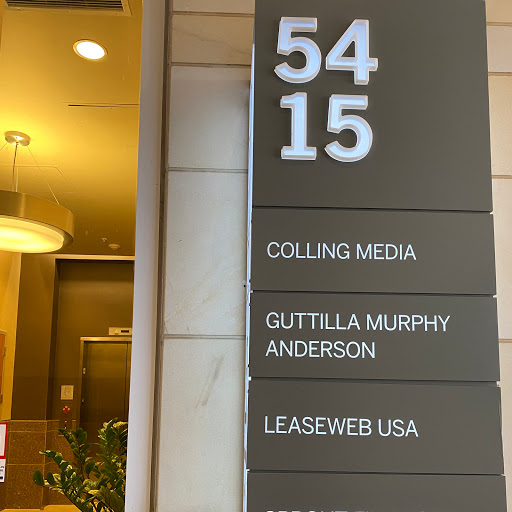 54
15
COLLING MEDIA
GUTTILLA MURPHY
ANDERSON
LEASEWEB USA